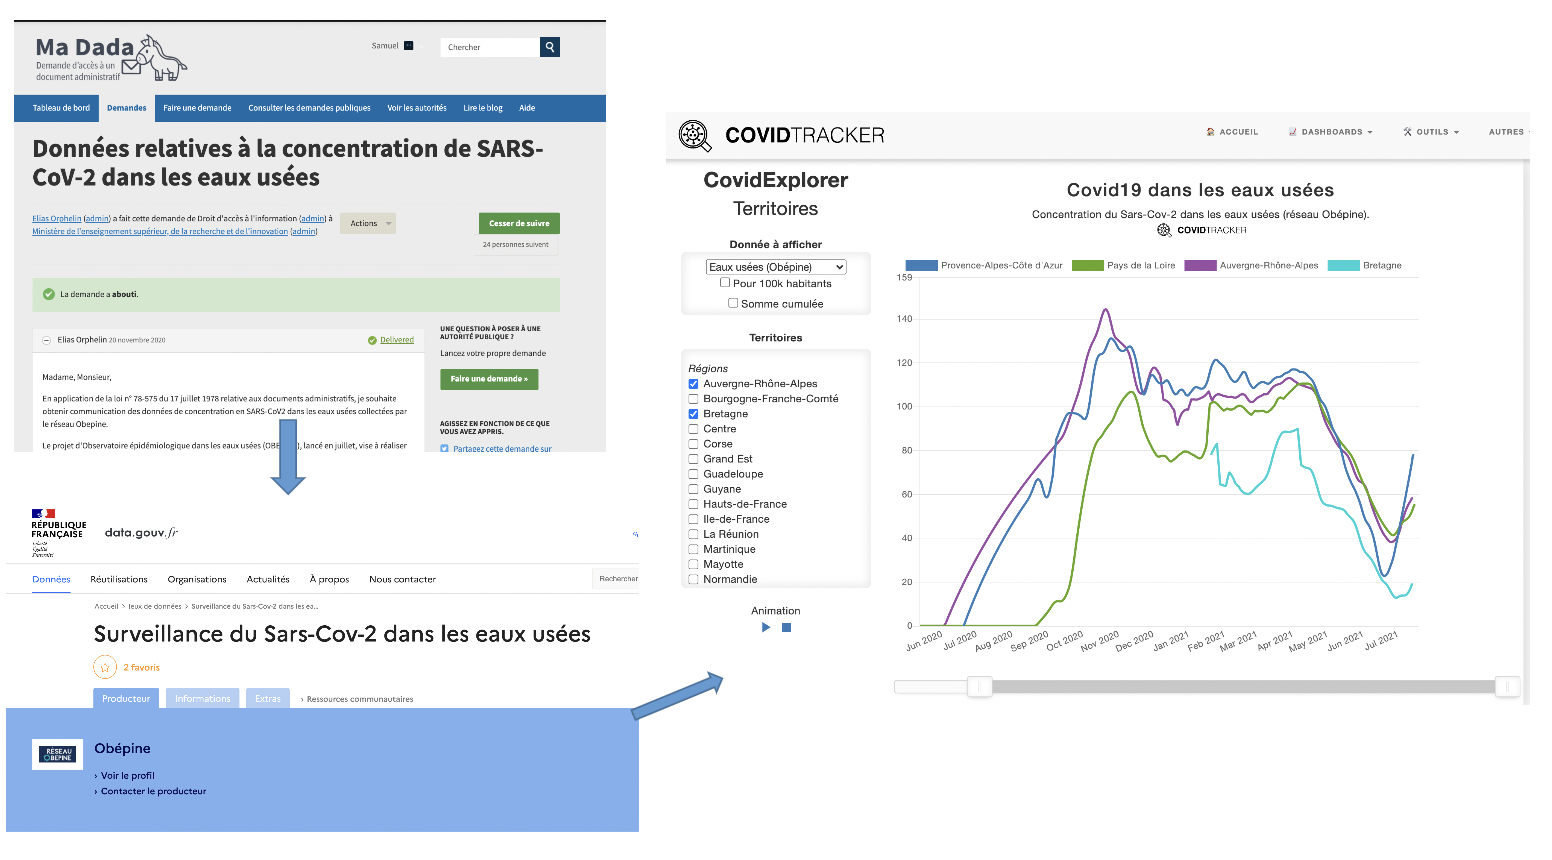 Ma Dada
Demande d'accès à un
document administratif
Samuel
Chercher
Tableau de bord
Demandes
Faire une demande
Consulter les demandes publiques
Voir les autorités
Lire le blog
Aide
Données relatives à la concentration de SARS-
CoV-2 dans les eaux usées
Elias Orphelin (admin) a fait cette demande de Droit d'accès à l'information (admin) à
Ministère de l'enseignement supérieur, de la recherche et de l'innovation (admin)
Actions
Cesser de suivre
24 personnes suivent
La demande a abouti.
Elias Orphelin 20 novembre 2020
Delivered
Madame, Monsieur,
En application de la loi n° 78-575 du 17 juillet 1978 relative aux documents administratifs, je souhaite
obtenir communication des données de concentration en SARS-CoV2 dans les eaux usées collectées par
le réseau Obepine.
Le projet d'Observatoire épidémiologique dans les eaux usées (OBE ), lancé en juillet, vise à réaliser
UNE QUESTION À POSER À UNE
AUTORITÉ PUBLIQUE ?
Lancez votre propre demande
Faire une demande »
AGISSEZ EN FONCTION DE CE QUE
VOUS AVEZ APPRIS.
Partagez cette demande sur
RÉPUBLIQUE
FRANÇAISE
Liberté
Égalité
Fraternité
data.gouv.fr
Données
Réutilisations
Organisations
Actualités
À propos
Nous contacter
Rechercher
Accueil > Jeux de données > Surveillance du Sars-Cov-2 dans les ea...
Surveillance du Sars-Cov-2 dans les eaux usées
2 favoris
Producteur
Informations
Extras
› Ressources communautaires
RÉSEAU
OBÉPINE
Obépine
› Voir le profil
› Contacter le producteur
COVIDTRACKER
ACCUEIL
DASHBOARDS
OUTILS
AUTRES
CovidExplorer
Territoires
Donnée à afficher
Eaux usées (Obépine)
Pour 100k habitants
Somme cumulée
Territoires
Régions
Auvergne-Rhône-Alpes
Bourgogne-Franche-Comté
Bretagne
Centre
Corse
Grand Est
Guadeloupe
Guyane
Hauts-de-France
Ile-de-France
La Réunion
Martinique
Mayotte
Normandie
Animation
Covid19 dans les eaux usées
Concentration du Sars-Cov-2 dans les eaux usées (réseau Obépine).
COVIDTRACKER
Provence-Alpes-Côte d'Azur
Pays de la Loire
Auvergne-Rhône-Alpes
Bretagne
159
140
120
100
80
60
40
20
0
Jun 2020
Jul 2020
Aug 2020
Sep 2020
Oct 2020
Nov 2020
Dec 2020
Jan 2021
Feb 2021
Mar 2021
Apr 2021
May 2021
Jun 2021
Jul 2021